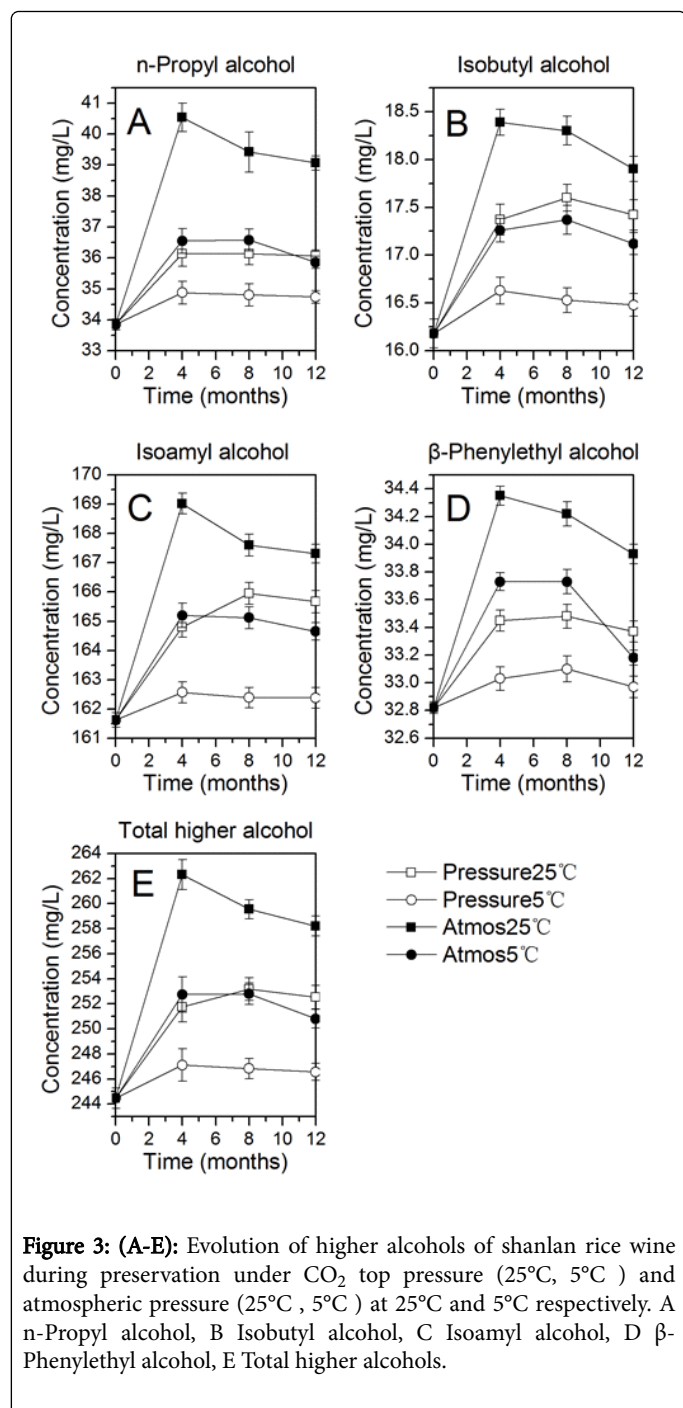 n-Propyl alcohol
A
Concentration (mg/L)
41
40
39
38
37
36
35
34
33
0 2 4 6 8 10 12
Time (months)
Isobutyl alcohol
B
Concentration (mg/L)
18.5
18.0
17.5
17.0
16.5
16.0
0 2 4 6 8 10 12
Time (months)
Isoamyl alcohol
C
Concentration (mg/L)
170
169
168
167
166
165
164
163
162
161
0 2 4 6 8 10 12
Time (months)
β-Phenylethyl alcohol
D
Concentration (mg/L)
34.4
34.2
34.0
33.8
33.6
33.4
33.2
33.0
32.8
32.6
0 2 4 6 8 10 12
Time (months)
Total higher alcohol
E
Concentration (mg/L)
264
262
260
258
256
254
252
250
248
246
244
0 2 4 6 8 10 12
Time (months)
Pressure25℃
Pressure5℃
Atmos25℃
Atmos5℃
Figure 3: (A-E): Evolution of higher alcohols of shanlan rice wine
during preservation under CO₂ top pressure (25°C, 5°C ) and
atmospheric pressure (25°C , 5°C ) at 25°C and 5°C respectively. A
n-Propyl alcohol, B Isobutyl alcohol, C Isoamyl alcohol, D β-
Phenylethyl alcohol, E Total higher alcohols.